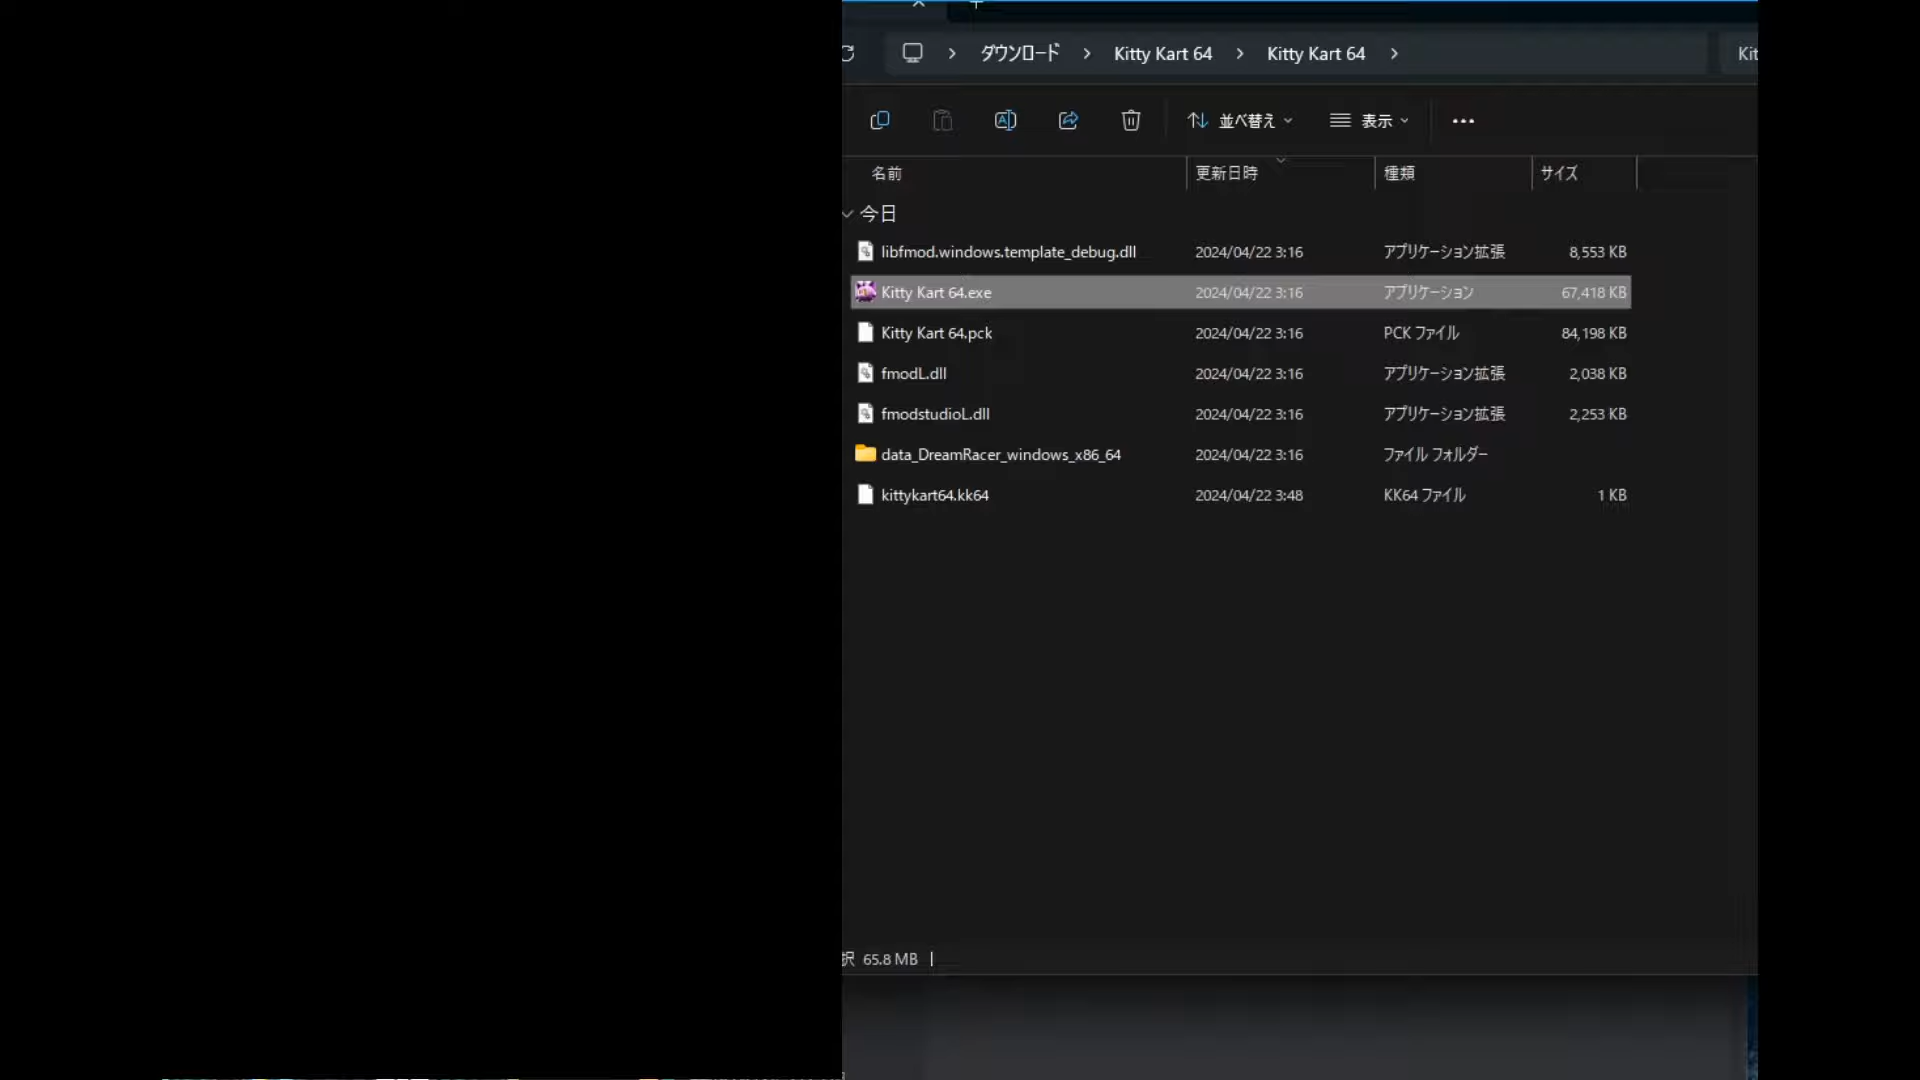 ダウンロード > Kitty Kart 64 > Kitty Kart 64 > Kit
並べ替え 表示
名前 更新日時 種類 サイズ
今日
libfmod.windows.template_debug.dll 2024/04/22 3:16 アプリケーション拡張 8,553 KB
Kitty Kart 64.exe 2024/04/22 3:16 アプリケーション 67,418 KB
Kitty Kart 64.pck 2024/04/22 3:16 PCK ファイル 84,198 KB
fmodL.dll 2024/04/22 3:16 アプリケーション拡張 2,038 KB
fmodstudioL.dll 2024/04/22 3:16 アプリケーション拡張 2,253 KB
data_DreamRacer_windows_x86_64 2024/04/22 3:16 ファイル フォルダー
kittykart64.kk64 2024/04/22 3:48 KK64 ファイル 1 KB
択 65.8 MB